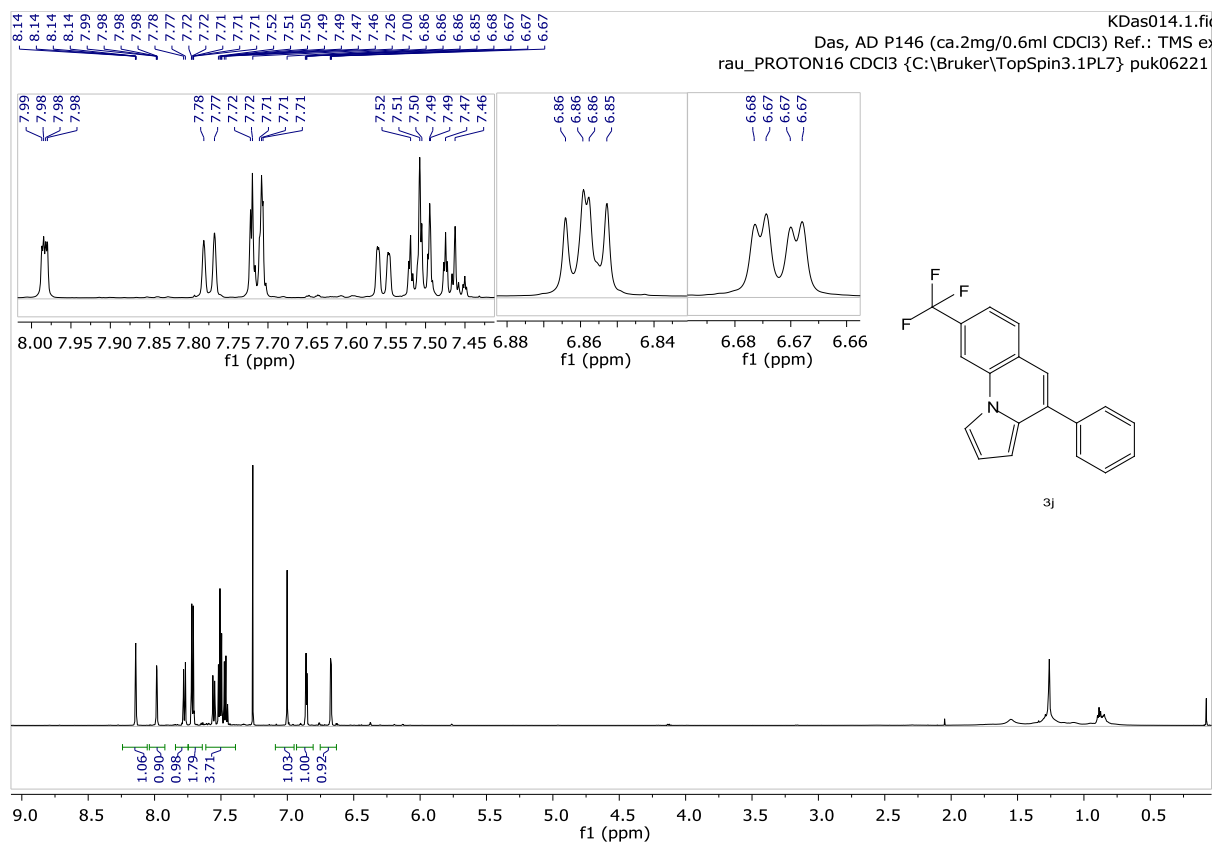 8.14 8.14 8.14 8.14 7.99 7.98 7.98 7.98 7.78 7.77 7.72 7.72 7.71 7.71 7.71 7.52 7.51 7.50 7.49 7.49 7.47 7.46 7.26 7.00 6.86 6.86 6.86 6.85 6.68 6.67 6.67 6.67
KDas014.1.fi
Das, AD P146 (ca.2mg/0.6ml CDCl3) Ref.: TMS ex
rau_PROTON16 CDCl3 {C:\Bruker\TopSpin3.1PL7} puk06221
7.99 7.98 7.98 7.98 7.78 7.77 7.72 7.72 7.71 7.71 7.71 7.52 7.51 7.50 7.49 7.49 7.47 7.46
6.86 6.86 6.86 6.85
6.68 6.67 6.67 6.67
8.00 7.95 7.90 7.85 7.80 7.75 7.70 7.65 7.60 7.55 7.50 7.45
f1 (ppm)
6.88 6.86 6.84
f1 (ppm)
6.68 6.67 6.66
f1 (ppm)
F
F
F
N
3j
1.06 0.90 0.98 1.79 3.71 1.03 1.00 0.92
9.0 8.5 8.0 7.5 7.0 6.5 6.0 5.5 5.0 4.5 4.0 3.5 3.0 2.5 2.0 1.5 1.0 0.5
f1 (ppm)